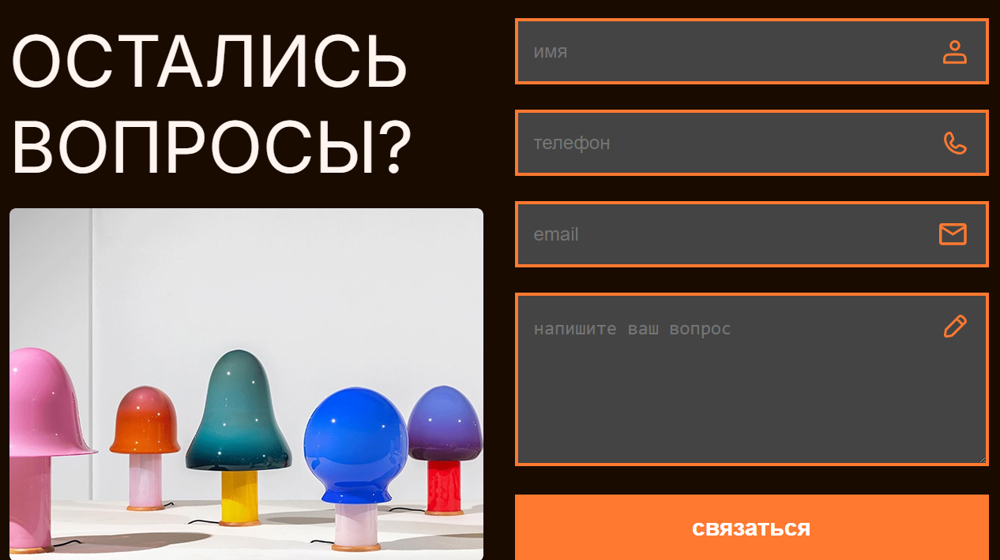 ОСТАЛИСЬ
ВОПРОСЫ?
имя
телефон
email
напишите ваш вопрос
связаться